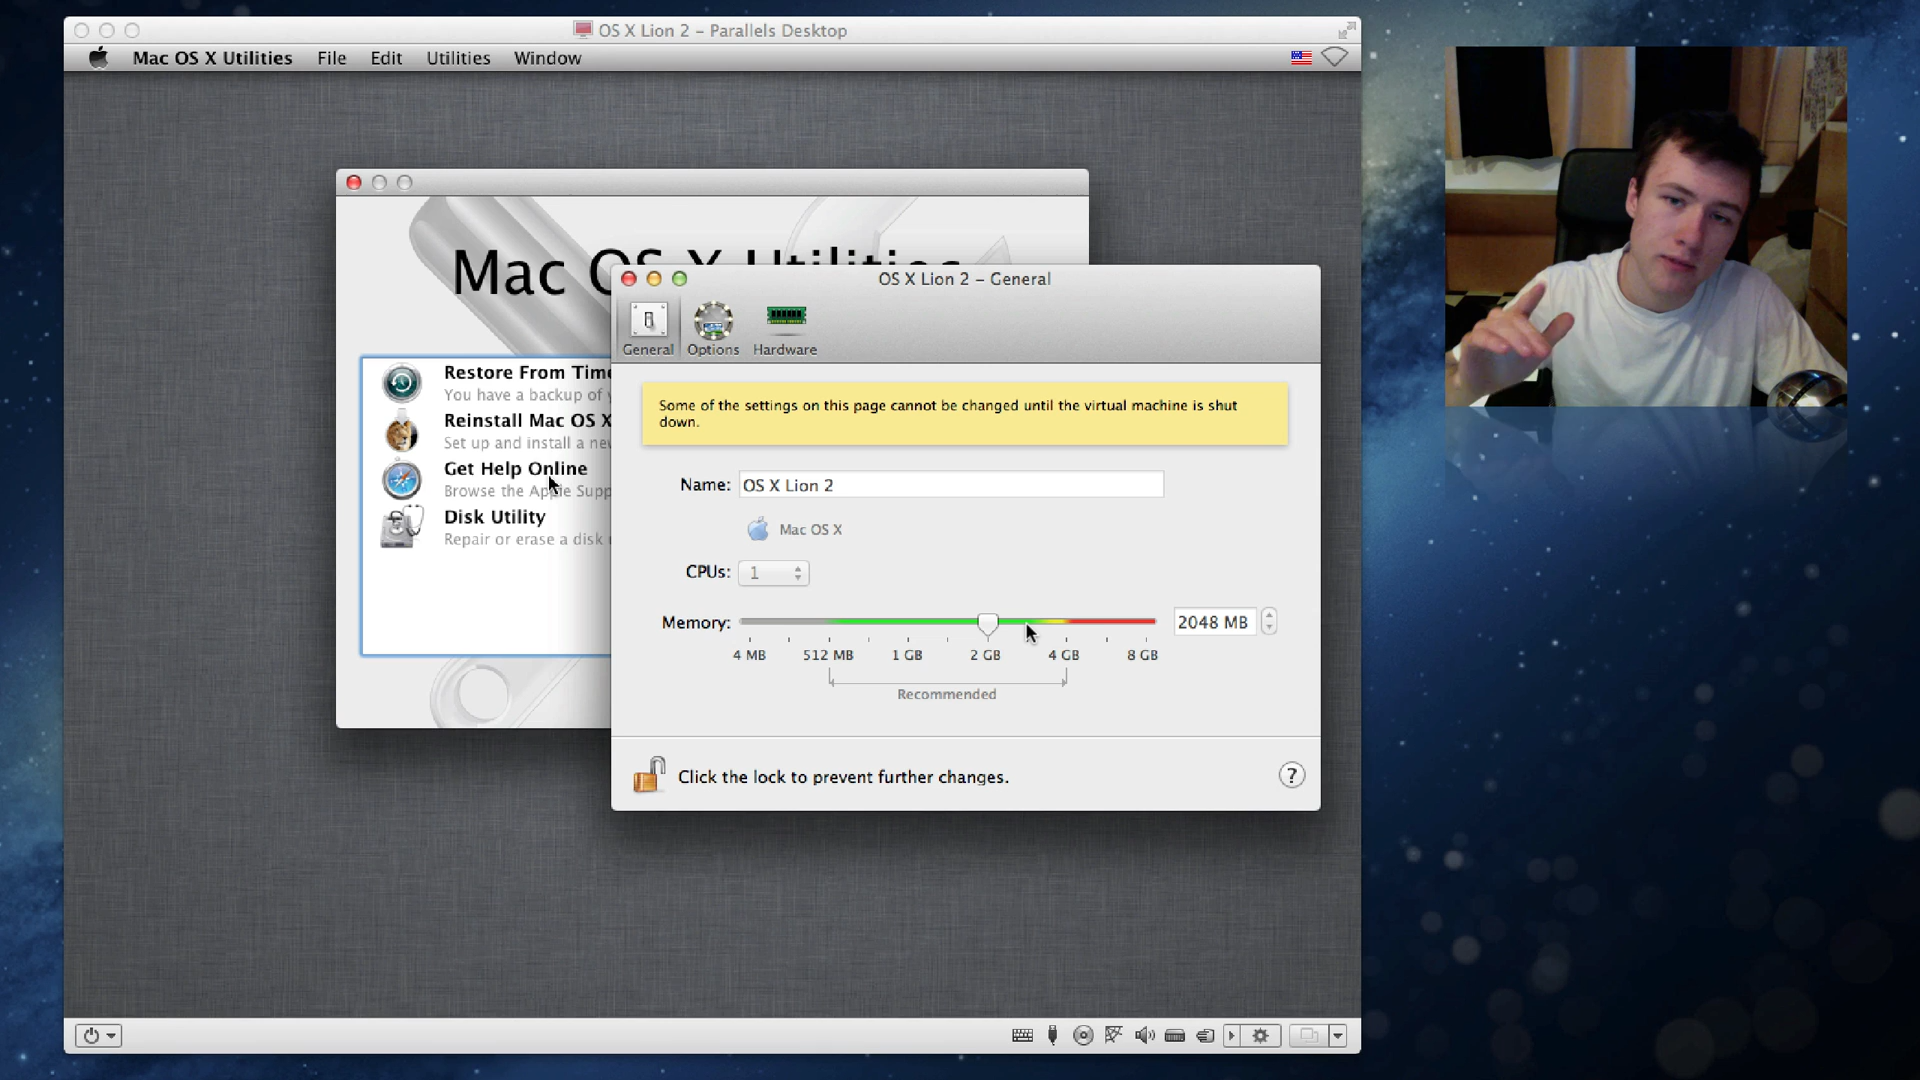 OS X Lion 2 – Parallels Desktop
Mac OS X Utilities File Edit Utilities Window
Mac OS X Utilities
OS X Lion 2 – General
General Options Hardware
Restore From Time
You have a backup of y
Reinstall Mac OS X
Set up and install a new
Get Help Online
Browse the Apple Supp
Disk Utility
Repair or erase a disk
Some of the settings on this page cannot be changed until the virtual machine is shut
down.
Name: OS X Lion 2
Mac OS X
CPUs: 1
Memory: 2048 MB
4 MB 512 MB 1 GB 2 GB 4 GB 8 GB
Recommended
Click the lock to prevent further changes. ?